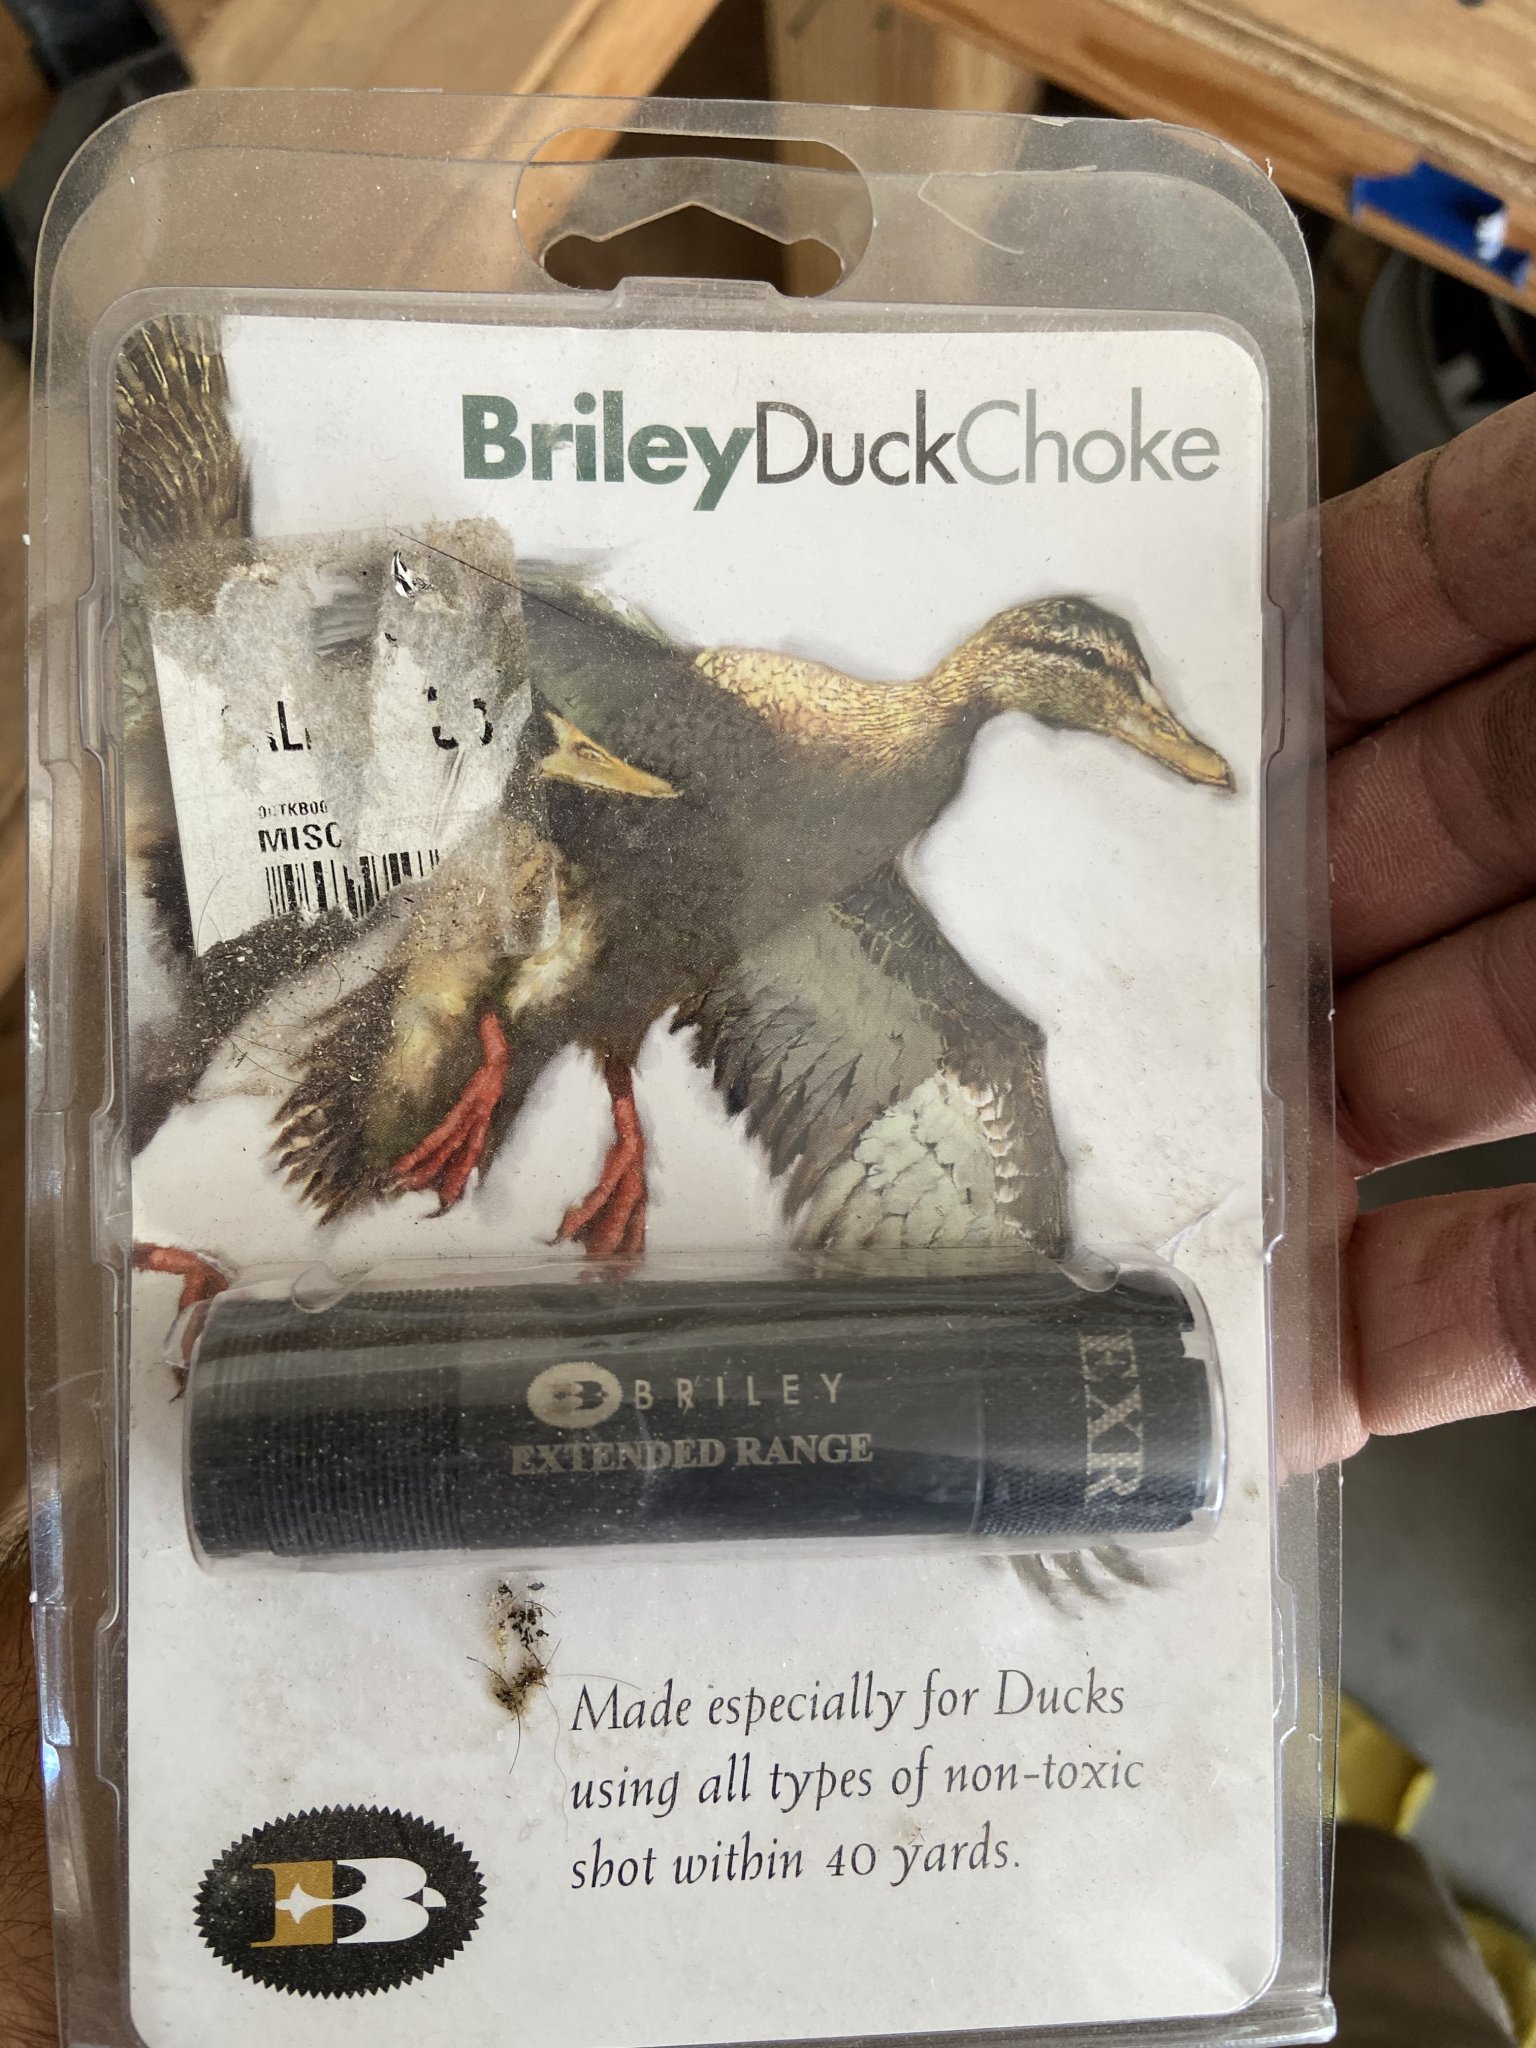 BrileyDuckChoke
MISC
B BRILEY
EXTENDED RANGE
EXR
Made especially for Ducks
using all types of non-toxic
shot within 40 yards.
B